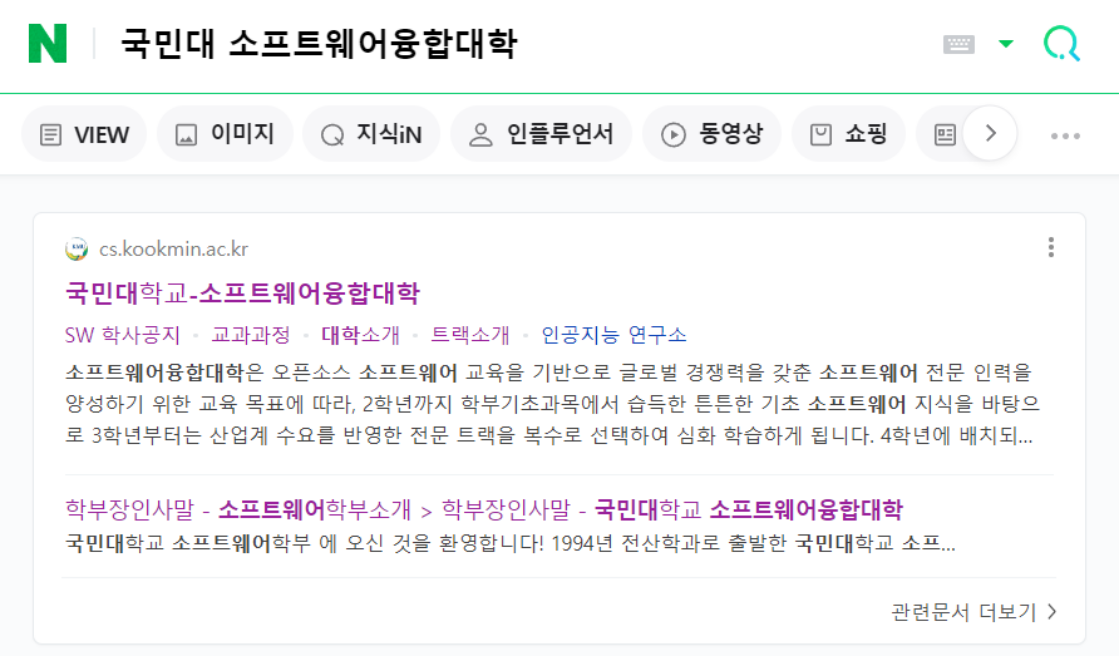 N 국민대 소프트웨어융합대학
VIEW 이미지 지식iN 인플루언서 동영상 쇼핑
cs.kookmin.ac.kr
국민대학교-소프트웨어융합대학
SW 학사공지 · 교과과정 · 대학소개 · 트랙소개 · 인공지능 연구소
소프트웨어융합대학은 오픈소스 소프트웨어 교육을 기반으로 글로벌 경쟁력을 갖춘 소프트웨어 전문 인력을
양성하기 위한 교육 목표에 따라, 2학년까지 학부기초과목에서 습득한 튼튼한 기초 소프트웨어 지식을 바탕으
로 3학년부터는 산업계 수요를 반영한 전문 트랙을 복수로 선택하여 심화 학습하게 됩니다. 4학년에 배치되...
학부장인사말 - 소프트웨어학부소개 > 학부장인사말 - 국민대학교 소프트웨어융합대학
국민대학교 소프트웨어학부 에 오신 것을 환영합니다! 1994년 전산학과로 출발한 국민대학교 소프...
관련문서 더보기 >